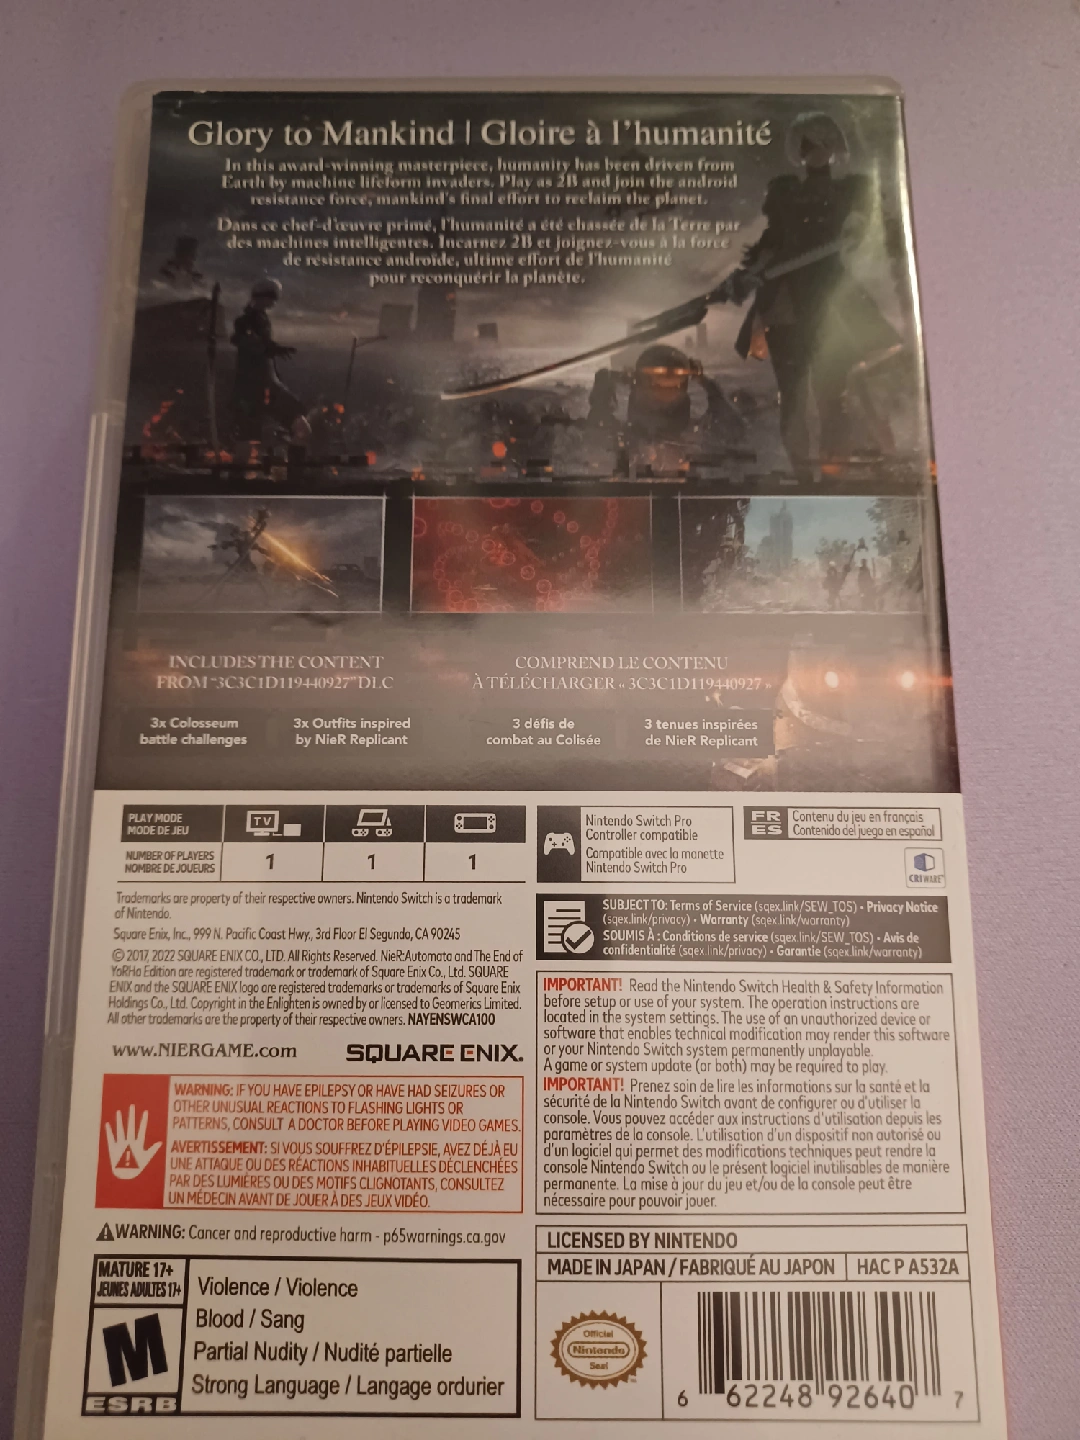 Glory to Mankind | Gloire à l'humanité
In this award-winning masterpiece, humanity has been driven from
Earth by machine lifeform invaders. Play as 2B and join the android
resistance force, mankind's final effort to reclaim the planet.
Dans ce chef-d'œuvre primé, l'humanité a été chassée de la Terre par
des machines intelligentes. Incarnez 2B et joignez-vous à la force
de résistance androïde, ultime effort de l'humanité
pour reconquérir la planète.
INCLUDES THE CONTENT
FROM "3C3C1D119440927" DLC
COMPREND LE CONTENU
À TÉLÉCHARGER « 3C3C1D119440927 »
3x Colosseum
battle challenges
3x Outfits inspired
by NieR Replicant
3 défis de
combat au Colisée
3 tenues inspirées
de NieR Replicant
PLAY MODE
MODE DE JEU
TV
NUMBER OF PLAYERS
NOMBRE DE JOUEURS
1
1
1
Nintendo Switch Pro
Controller compatible
Compatible avec la manette
Nintendo Switch Pro
FR
ES
Contenu du jeu en français
Contenido del juego en español
CRIWARE
Trademarks are property of their respective owners. Nintendo Switch is a trademark
of Nintendo.
Square Enix, Inc., 999 N. Pacific Coast Hwy., 3rd Floor El Segundo, CA 90245
© 2017, 2022 SQUARE ENIX CO., LTD. All Rights Reserved. NieR:Automata and The End of
YoRHa Edition are registered trademark or trademark of Square Enix Co., Ltd. SQUARE
ENIX and the SQUARE ENIX logo are registered trademarks or trademarks of Square Enix
Holdings Co., Ltd. Copyright in the Enlighten is owned by or licensed to Geomerics Limited.
All other trademarks are the property of their respective owners. NAYENSWCA100
www.NIERGAME.com
SQUARE ENIX.
SUBJECT TO: Terms of Service (sqex.link/SEW_TOS) • Privacy Notice
(sqex.link/privacy) • Warranty (sqex.link/warranty)
SOUMIS À : Conditions de service (sqex.link/SEW_TOS) • Avis de
confidentialité (sqex.link/privacy) • Garantie (sqex.link/warranty)
IMPORTANT! Read the Nintendo Switch Health & Safety Information
before setup or use of your system. The operation instructions are
located in the system settings. The use of an unauthorized device or
software that enables technical modification may render this software
or your Nintendo Switch system permanently unplayable.
A game or system update (or both) may be required to play.
IMPORTANT! Prenez soin de lire les informations sur la santé et la
sécurité de la Nintendo Switch avant de configurer ou d'utiliser la
console. Vous pouvez accéder aux instructions d'utilisation depuis les
paramètres de la console. L'utilisation d'un dispositif non autorisé ou
d'un logiciel qui permet des modifications techniques peut rendre la
console Nintendo Switch ou le présent logiciel inutilisables de manière
permanente. La mise à jour du jeu et/ou de la console peut être
nécessaire pour pouvoir jouer.
WARNING: IF YOU HAVE EPILEPSY OR HAVE HAD SEIZURES OR
OTHER UNUSUAL REACTIONS TO FLASHING LIGHTS OR
PATTERNS, CONSULT A DOCTOR BEFORE PLAYING VIDEO GAMES.
AVERTISSEMENT: SI VOUS SOUFFREZ D'ÉPILEPSIE, AVEZ DÉJÀ EU
UNE ATTAQUE OU DES RÉACTIONS INHABITUELLES DÉCLENCHÉES
PAR DES LUMIÈRES OU DES MOTIFS CLIGNOTANTS, CONSULTEZ
UN MÉDECIN AVANT DE JOUER À DES JEUX VIDÉO.
WARNING: Cancer and reproductive harm - p65warnings.ca.gov
MATURE 17+
JEUNES ADULTES 17+
M
ESRB
Violence / Violence
Blood / Sang
Partial Nudity / Nudité partielle
Strong Language / Langage ordurier
LICENSED BY NINTENDO
MADE IN JAPAN / FABRIQUÉ AU JAPON
HAC P A532A
Official
Nintendo
Seal
6 62248 92640 7